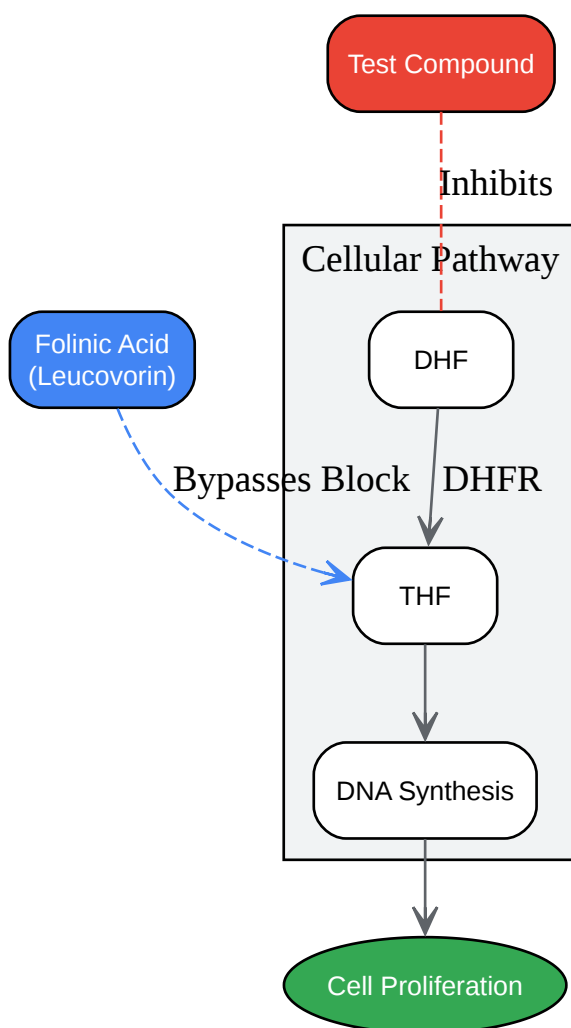 Test Compound
Inhibits
Cellular Pathway
Folinic Acid
(Leucovorin)
DHF
Bypasses Block
DHFR
THF
DNA Synthesis
Cell Proliferation